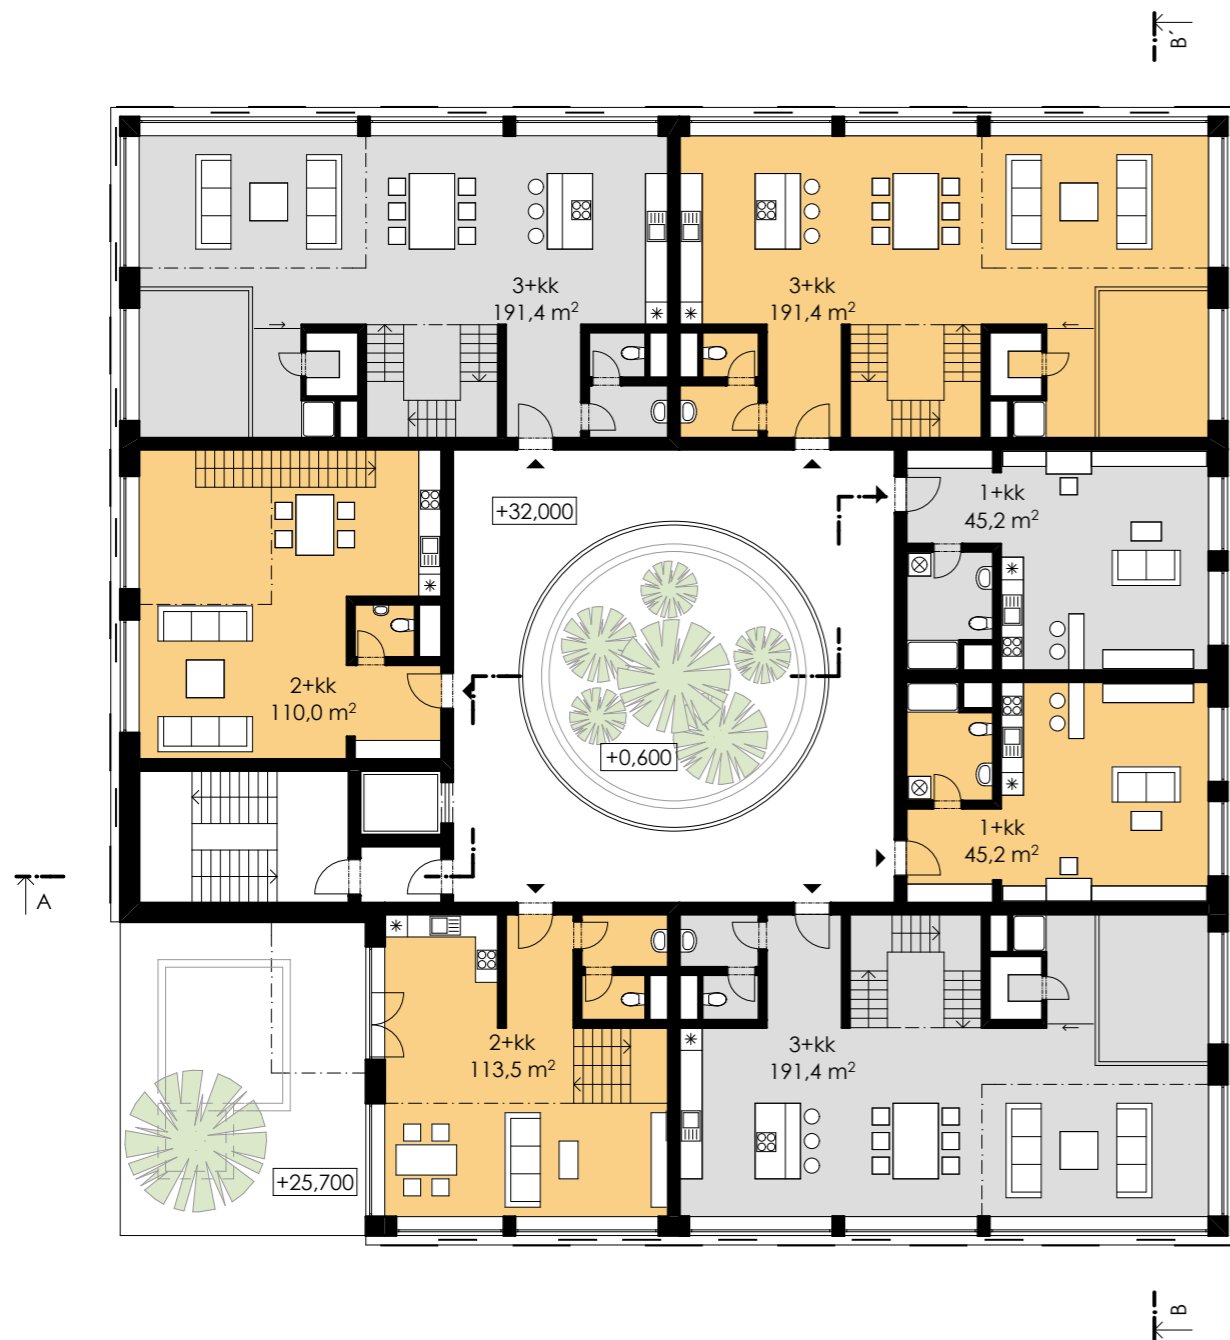 B´
3+kk
191,4 m²
3+kk
191,4 m²
+32,000
1+kk
45,2 m²
2+kk
110,0 m²
+0,600
1+kk
45,2 m²
A
2+kk
113,5 m²
3+kk
191,4 m²
+25,700
B